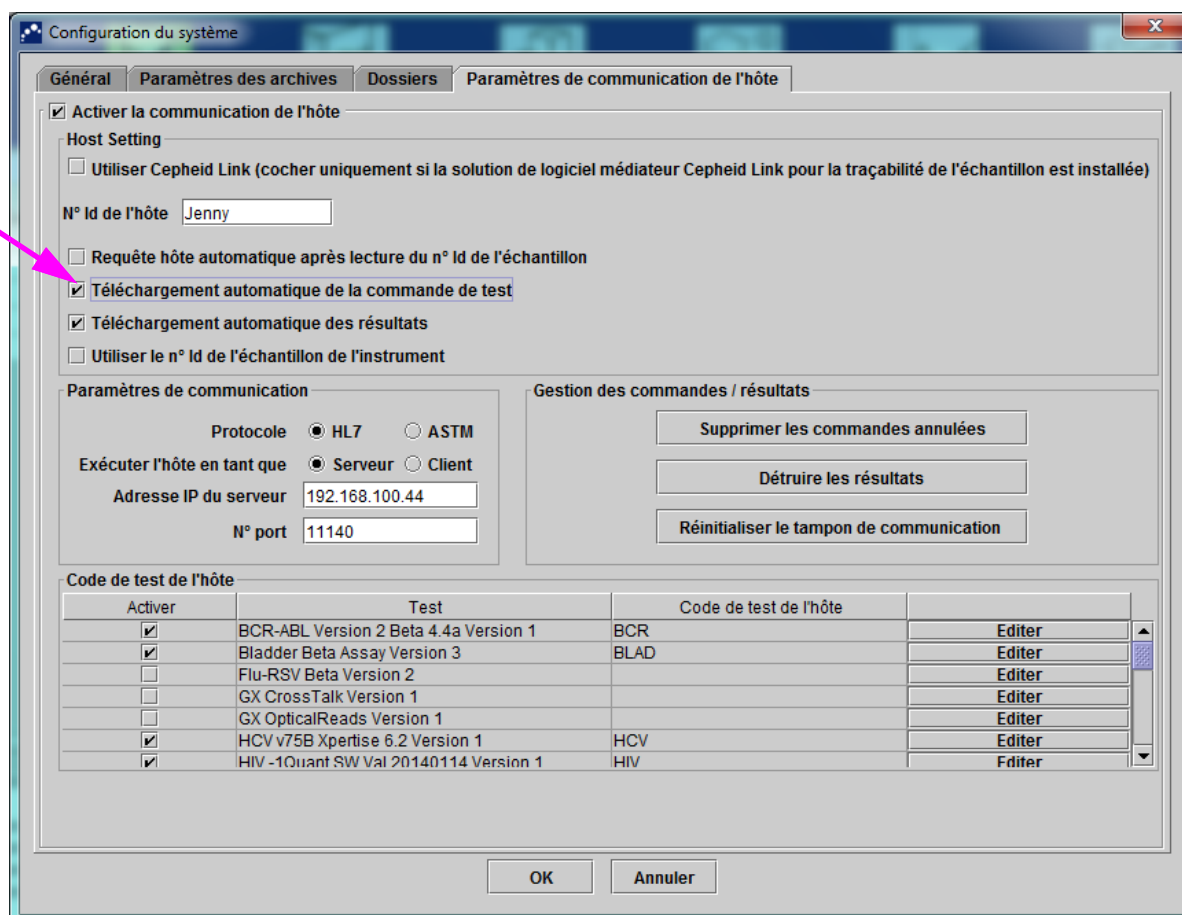 Configuration du système
Général Paramètres des archives Dossiers Paramètres de communication de l'hôte
Activer la communication de l'hôte
Host Setting
Utiliser Cepheid Link (cocher uniquement si la solution de logiciel médiateur Cepheid Link pour la traçabilité de l'échantillon est installée)
N° Id de l'hôte Jenny
Requête hôte automatique après lecture du n° Id de l'échantillon
Téléchargement automatique de la commande de test
Téléchargement automatique des résultats
Utiliser le n° Id de l'échantillon de l'instrument
Paramètres de communication
Protocole HL7 ASTM
Exécuter l'hôte en tant que Serveur Client
Adresse IP du serveur 192.168.100.44
N° port 11140
Gestion des commandes / résultats
Supprimer les commandes annulées
Détruire les résultats
Réinitialiser le tampon de communication
Code de test de l'hôte
Activer Test Code de test de l'hôte
BCR-ABL Version 2 Beta 4.4a Version 1 BCR Editer
Bladder Beta Assay Version 3 BLAD Editer
Flu-RSV Beta Version 2 Editer
GX CrossTalk Version 1 Editer
GX OpticalReads Version 1 Editer
HCV v75B Xpertise 6.2 Version 1 HCV Editer
HIV -1Quant SW Val 20140114 Version 1 HIV Editer
OK Annuler